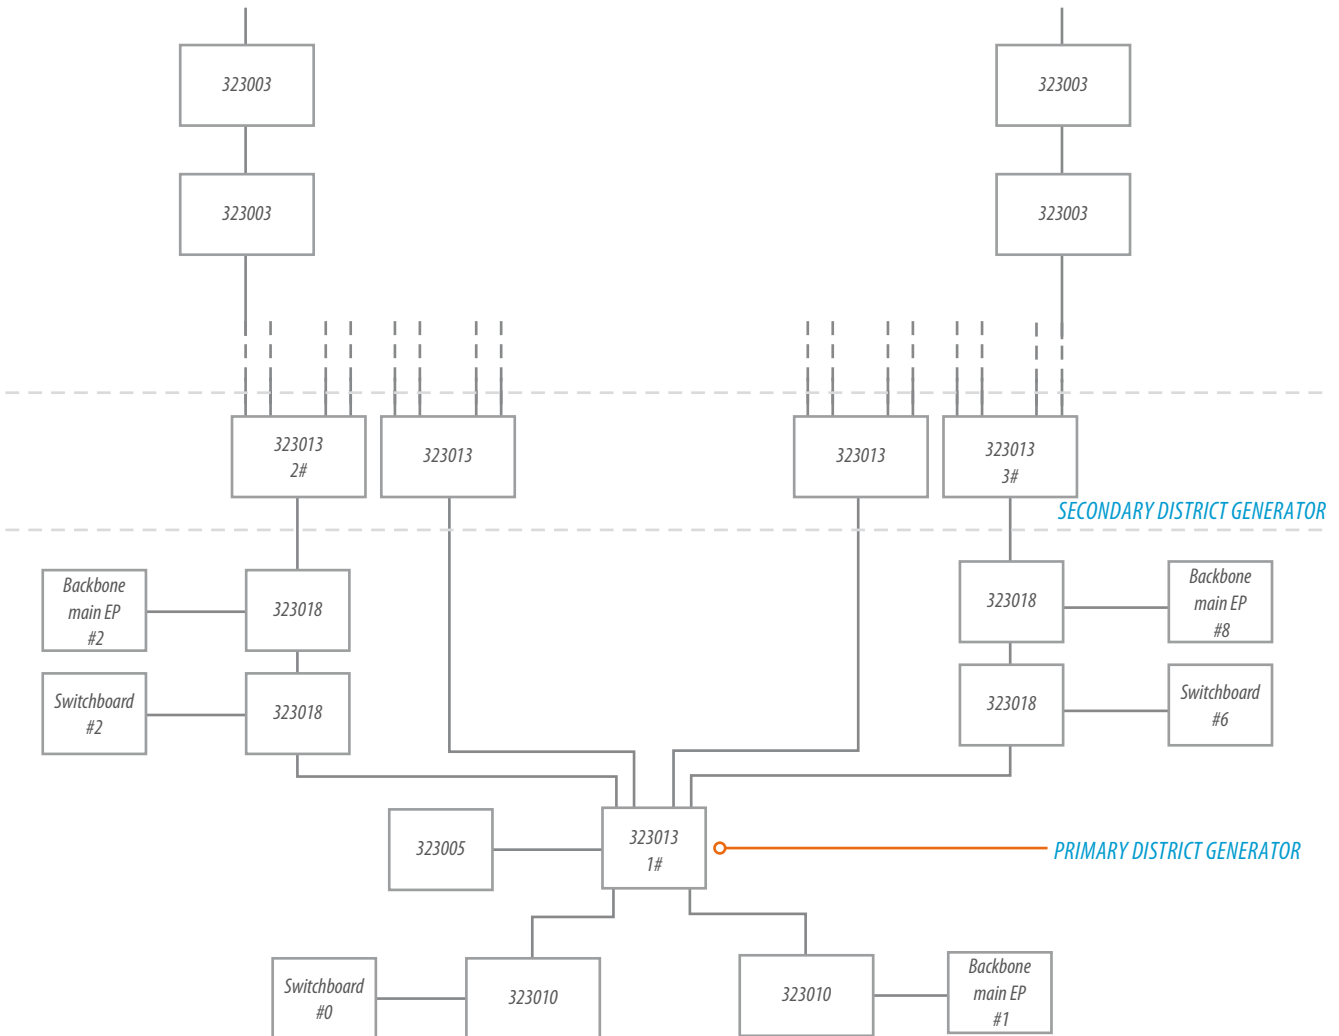 323003
323003
323003
323003
323013
2#
323013
323013
323013
3#
SECONDARY DISTRICT GENERATOR
Backbone
main EP
#2
323018
323018
Backbone
main EP
#8
Switchboard
#2
323018
323018
Switchboard
#6
323005
323013
1#
PRIMARY DISTRICT GENERATOR
Switchboard
#0
323010
323010
Backbone
main EP
#1